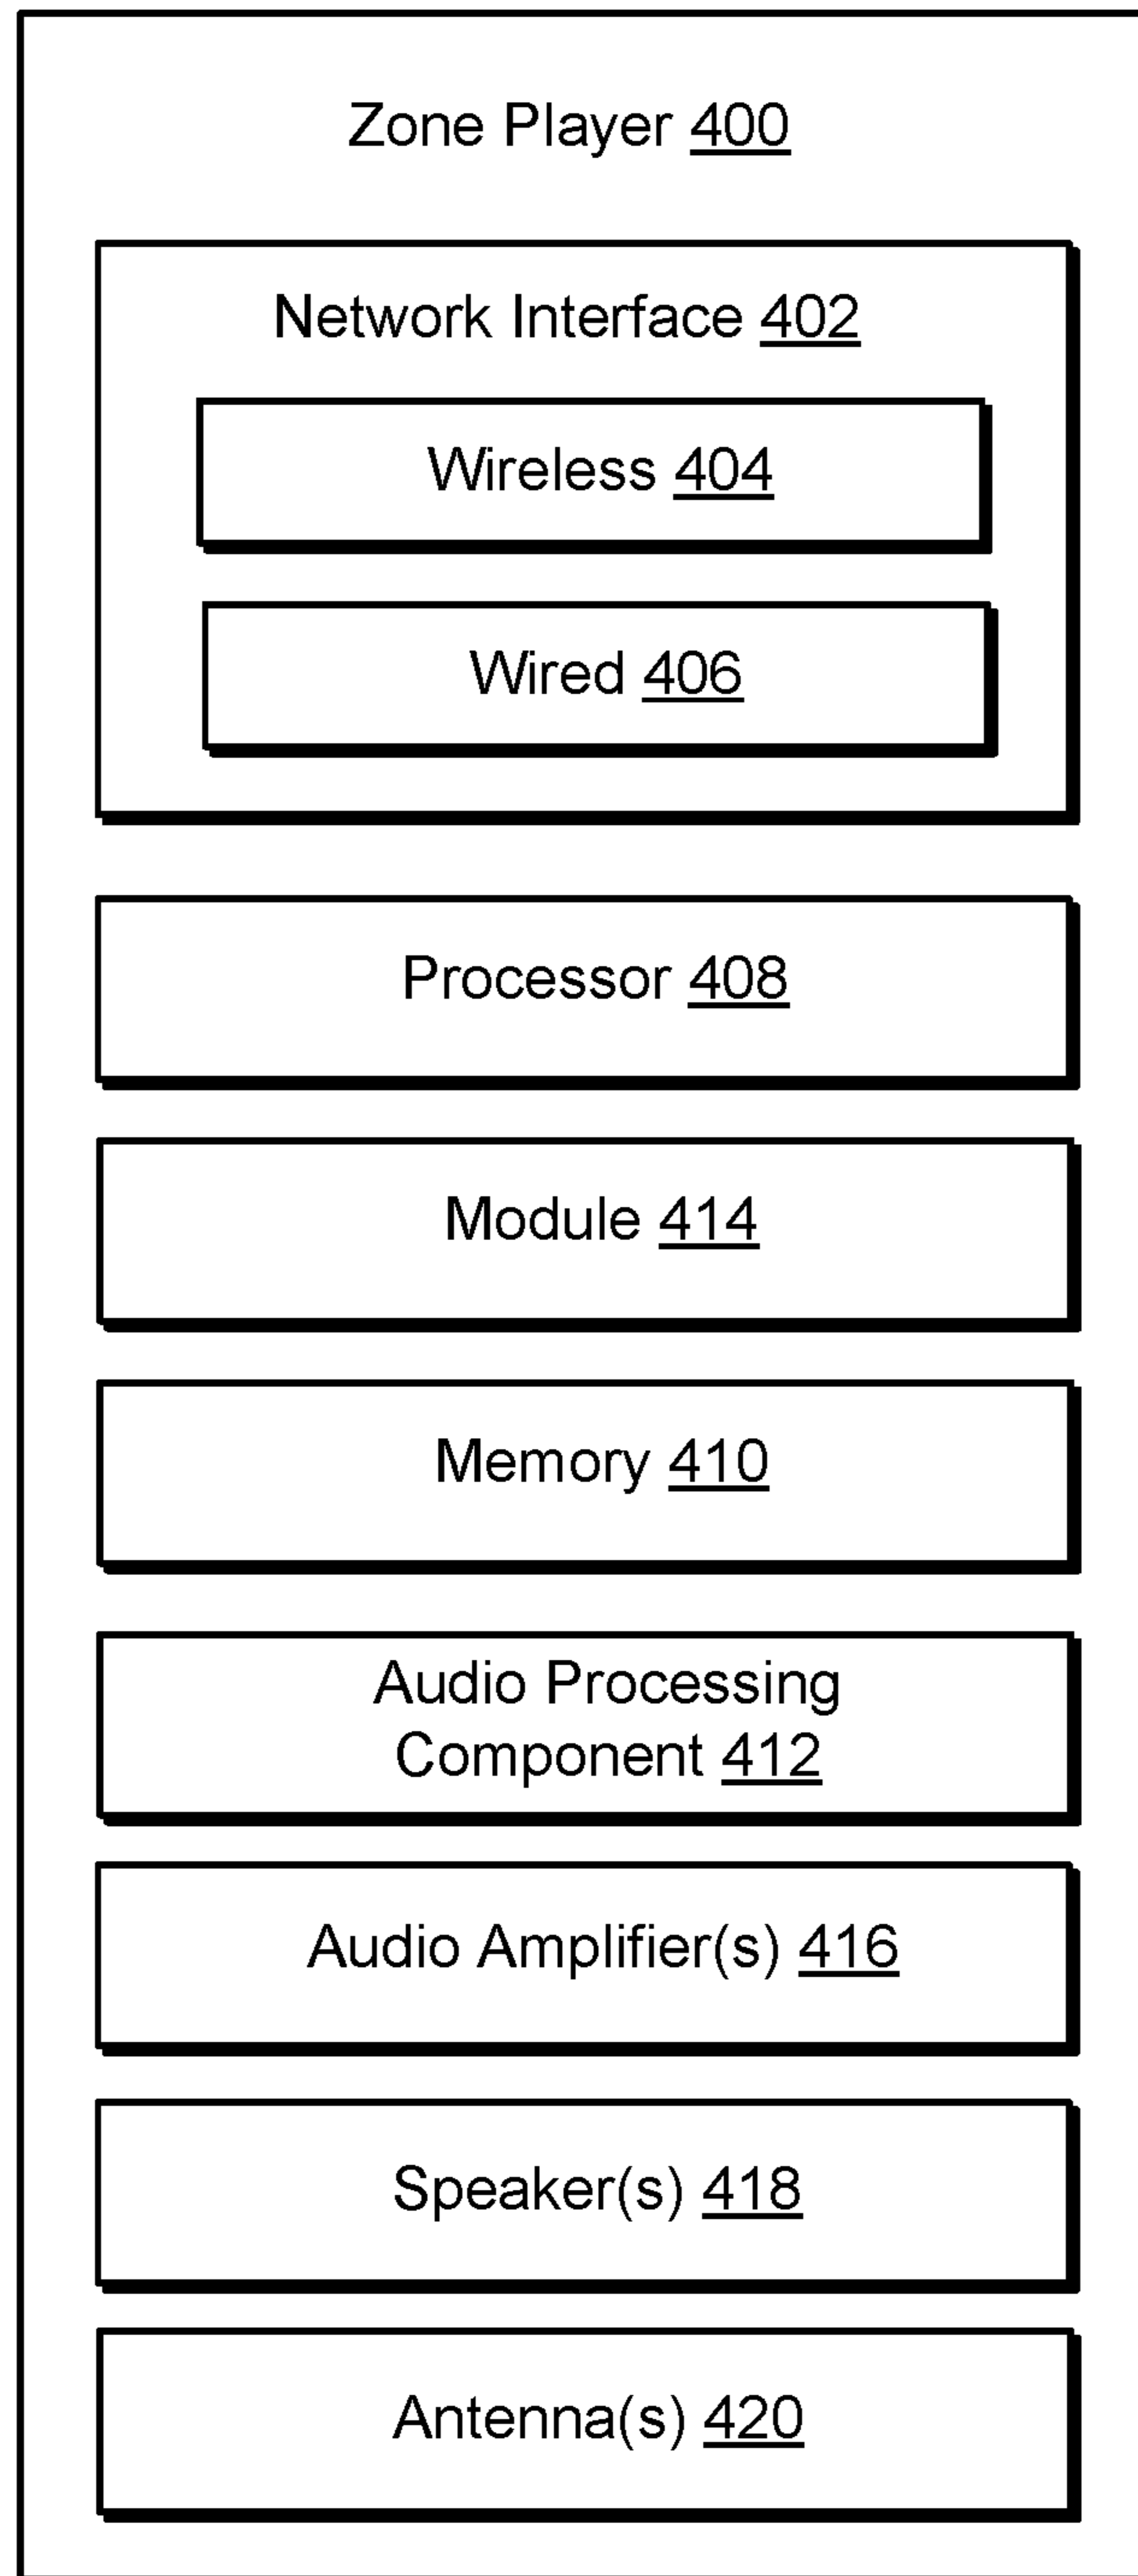 Zone Player 400
Network Interface 402
Wireless 404
Wired 406
Processor 408
Module 414
Memory 410
Audio Processing
Component 412
Audio Amplifier(s) 416
Speaker(s) 418
Antenna(s) 420